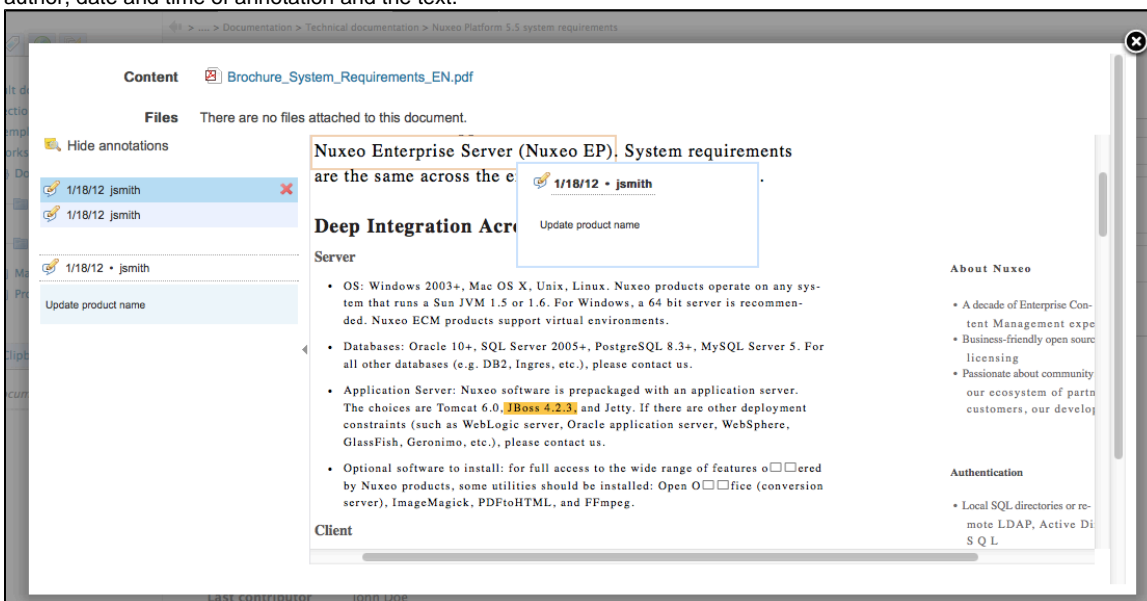 author, date and time of annotation and the text.
> .... > Documentation > Technical documentation > Nuxeo Platform 5.5 system requirements
Content Brochure_System_Requirements_EN.pdf
Files There are no files attached to this document.
Hide annotations
1/18/12 jsmith
1/18/12 jsmith
1/18/12 • jsmith
Update product name
Nuxeo Enterprise Server (Nuxeo EP). System requirements
are the same across the e
1/18/12 • jsmith
Update product name
Deep Integration Acr
Server
• OS: Windows 2003+, Mac OS X, Unix, Linux. Nuxeo products operate on any sys-
tem that runs a Sun JVM 1.5 or 1.6. For Windows, a 64 bit server is recommen-
ded. Nuxeo ECM products support virtual environments.
• Databases: Oracle 10+, SQL Server 2005+, PostgreSQL 8.3+, MySQL Server 5. For
all other databases (e.g. DB2, Ingres, etc.), please contact us.
• Application Server: Nuxeo software is prepackaged with an application server.
The choices are Tomcat 6.0, JBoss 4.2.3, and Jetty. If there are other deployment
constraints (such as WebLogic server, Oracle application server, WebSphere,
GlassFish, Geronimo, etc.), please contact us.
• Optional software to install: for full access to the wide range of features o□□ered
by Nuxeo products, some utilities should be installed: Open O□□fice (conversion
server), ImageMagick, PDFtoHTML, and FFmpeg.
Client
About Nuxeo
• A decade of Enterprise Con-
tent Management expe
• Business-friendly open sourc
licensing
• Passionate about community
our ecosystem of partn
customers, our develop
Authentication
• Local SQL directories or re-
mote LDAP, Active Di
S Q L
Last contributor John Doe